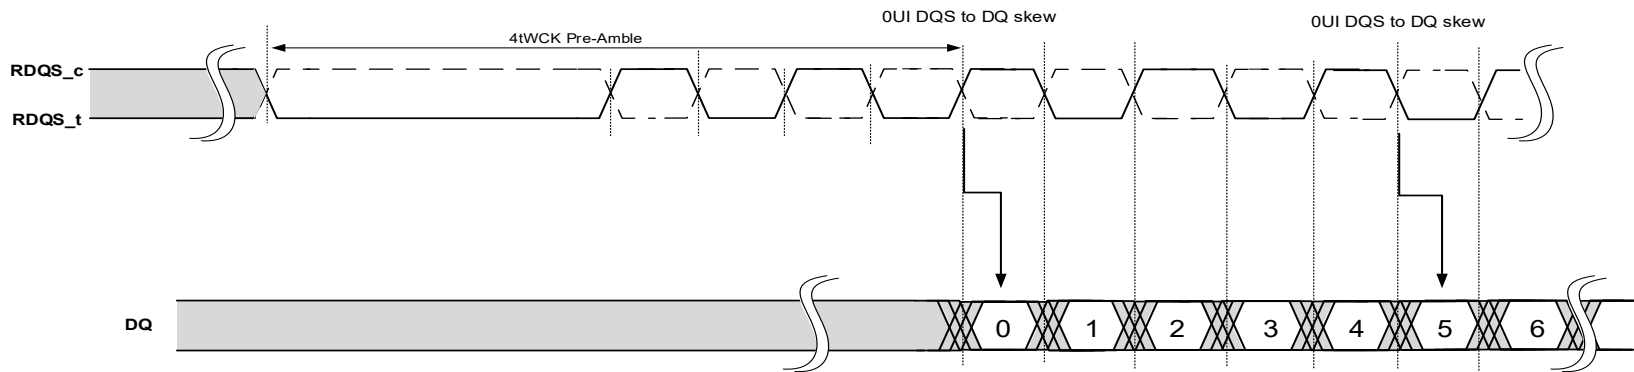 0UI DQS to DQ skew
0UI DQS to DQ skew
4tWCK Pre-Amble
RDQS_c
RDQS_t
DQ
0 1 2 3 4 5 6